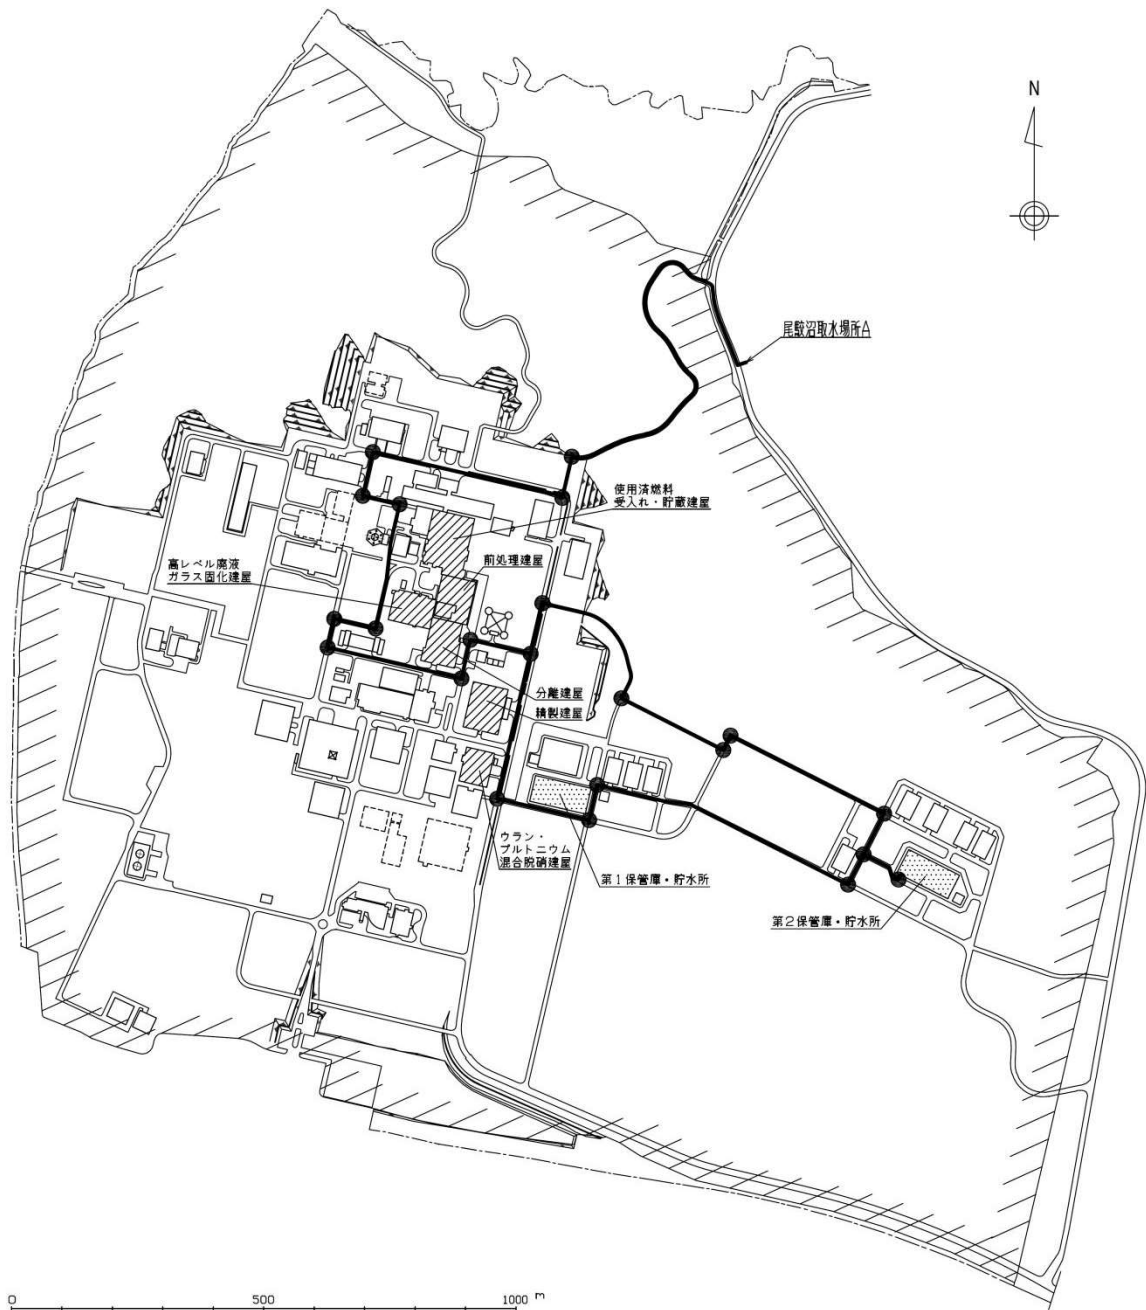 N
尾駮沼取水場所A
使用済燃料
受入れ・貯蔵建屋
前処理建屋
高レベル廃液
ガラス固化建屋
分離建屋
精製建屋
ウラン・
プルトニウム
混合脱硝建屋
第1保管庫・貯水所
第2保管庫・貯水所
0 500 1000 m